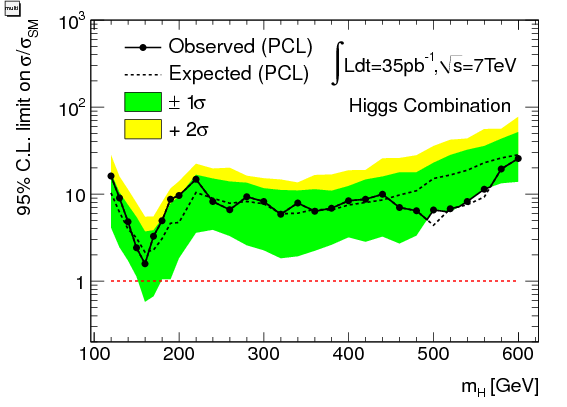 multi
10³
10²
10
1
95% C.L. limit on σ/σSM
Observed (PCL)
Expected (PCL)
± 1σ
+ 2σ
∫ Ldt=35pb⁻¹,√s=7TeV
Higgs Combination
100 200 300 400 500 600
mH [GeV]